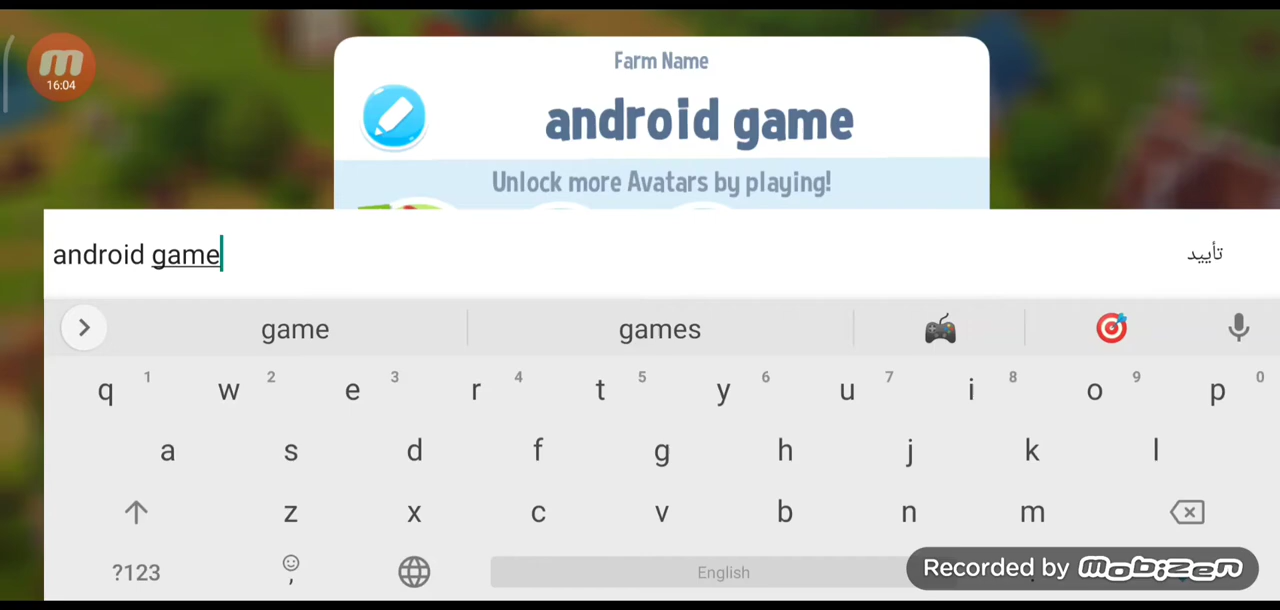 16:04
Farm Name
android game
Unlock more Avatars by playing!
android game
تأیید
game games
q 1 w 2 e 3 r 4 t 5 y 6 u 7 i 8 o 9 p 0
a s d f g h j k l
z x c v b n m
?123 , English .
Recorded by mobizen